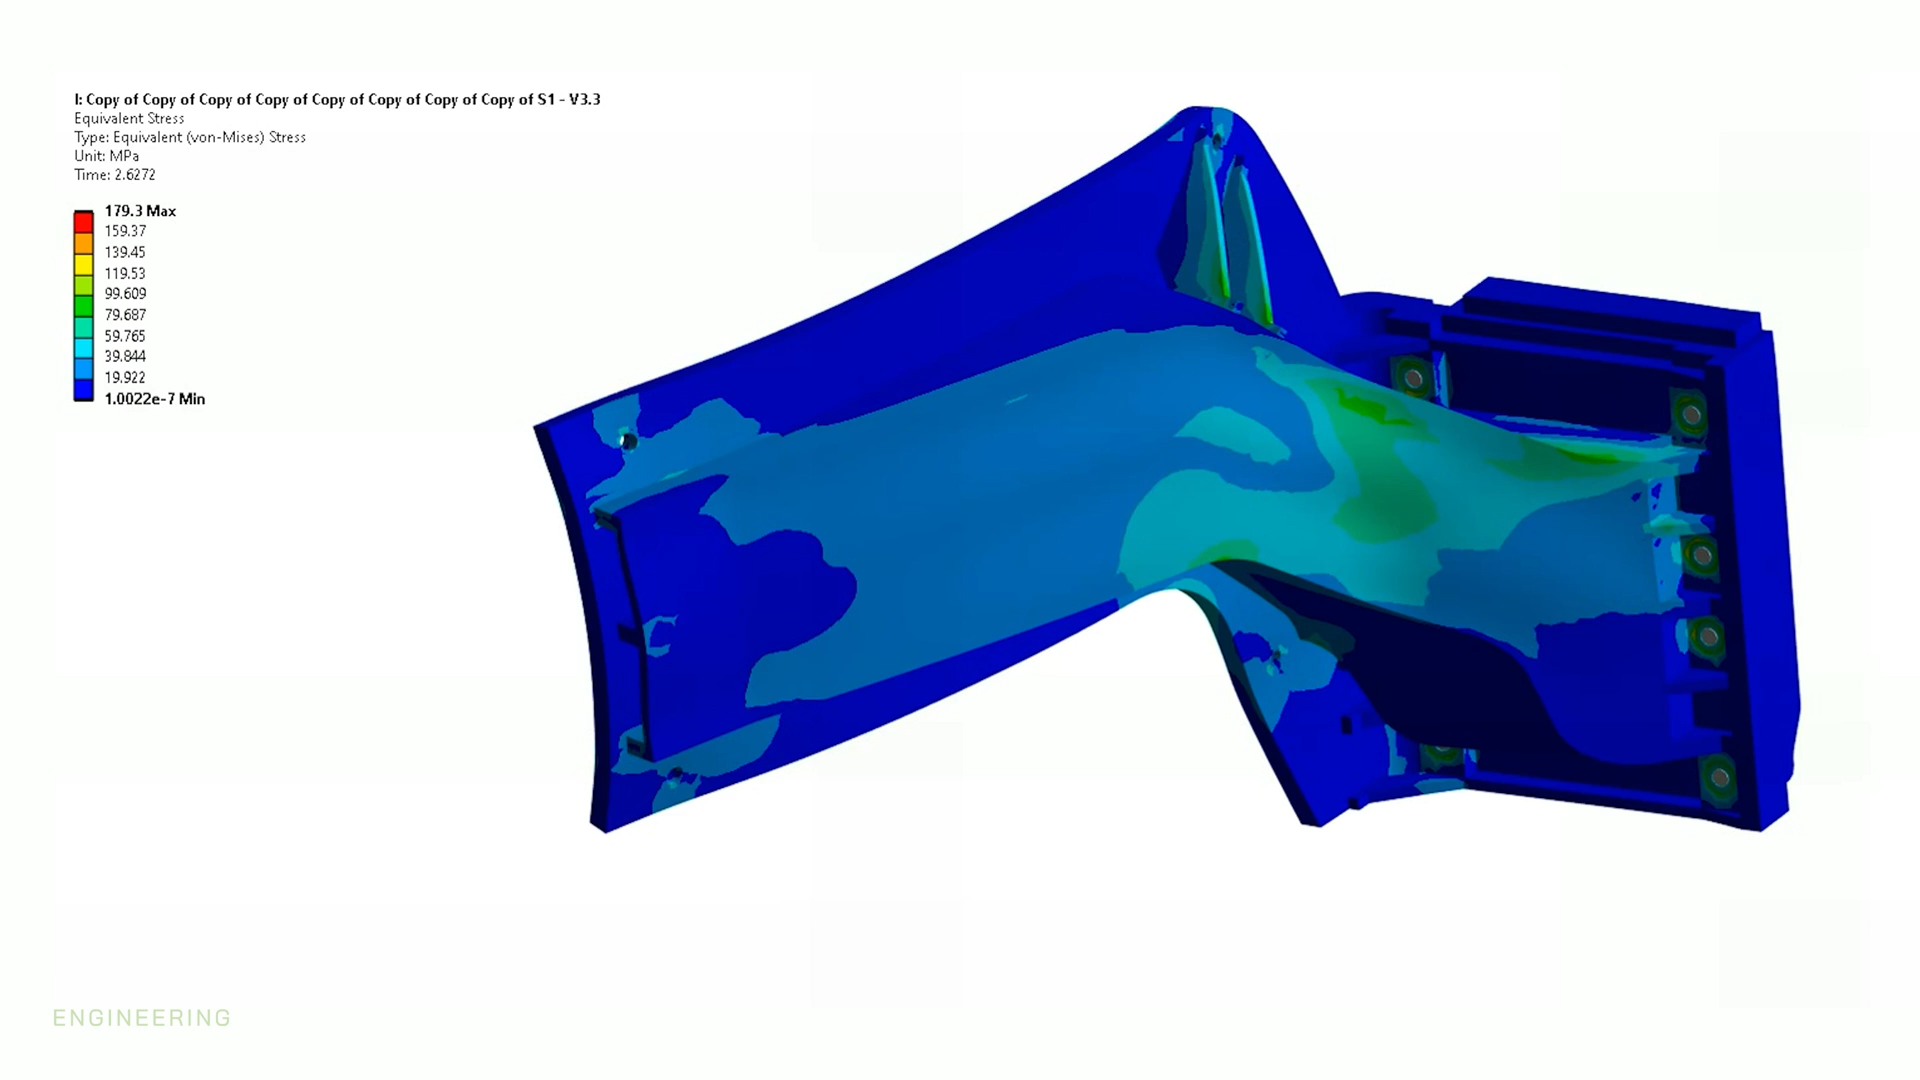 I: Copy of Copy of Copy of Copy of Copy of Copy of Copy of Copy of S1 - V3.3
Equivalent Stress
Type: Equivalent (von-Mises) Stress
Unit: MPa
Time: 2.6272
179.3 Max
159.37
139.45
119.53
99.609
79.687
59.765
39.844
19.922
1.0022e-7 Min
ENGINEERING